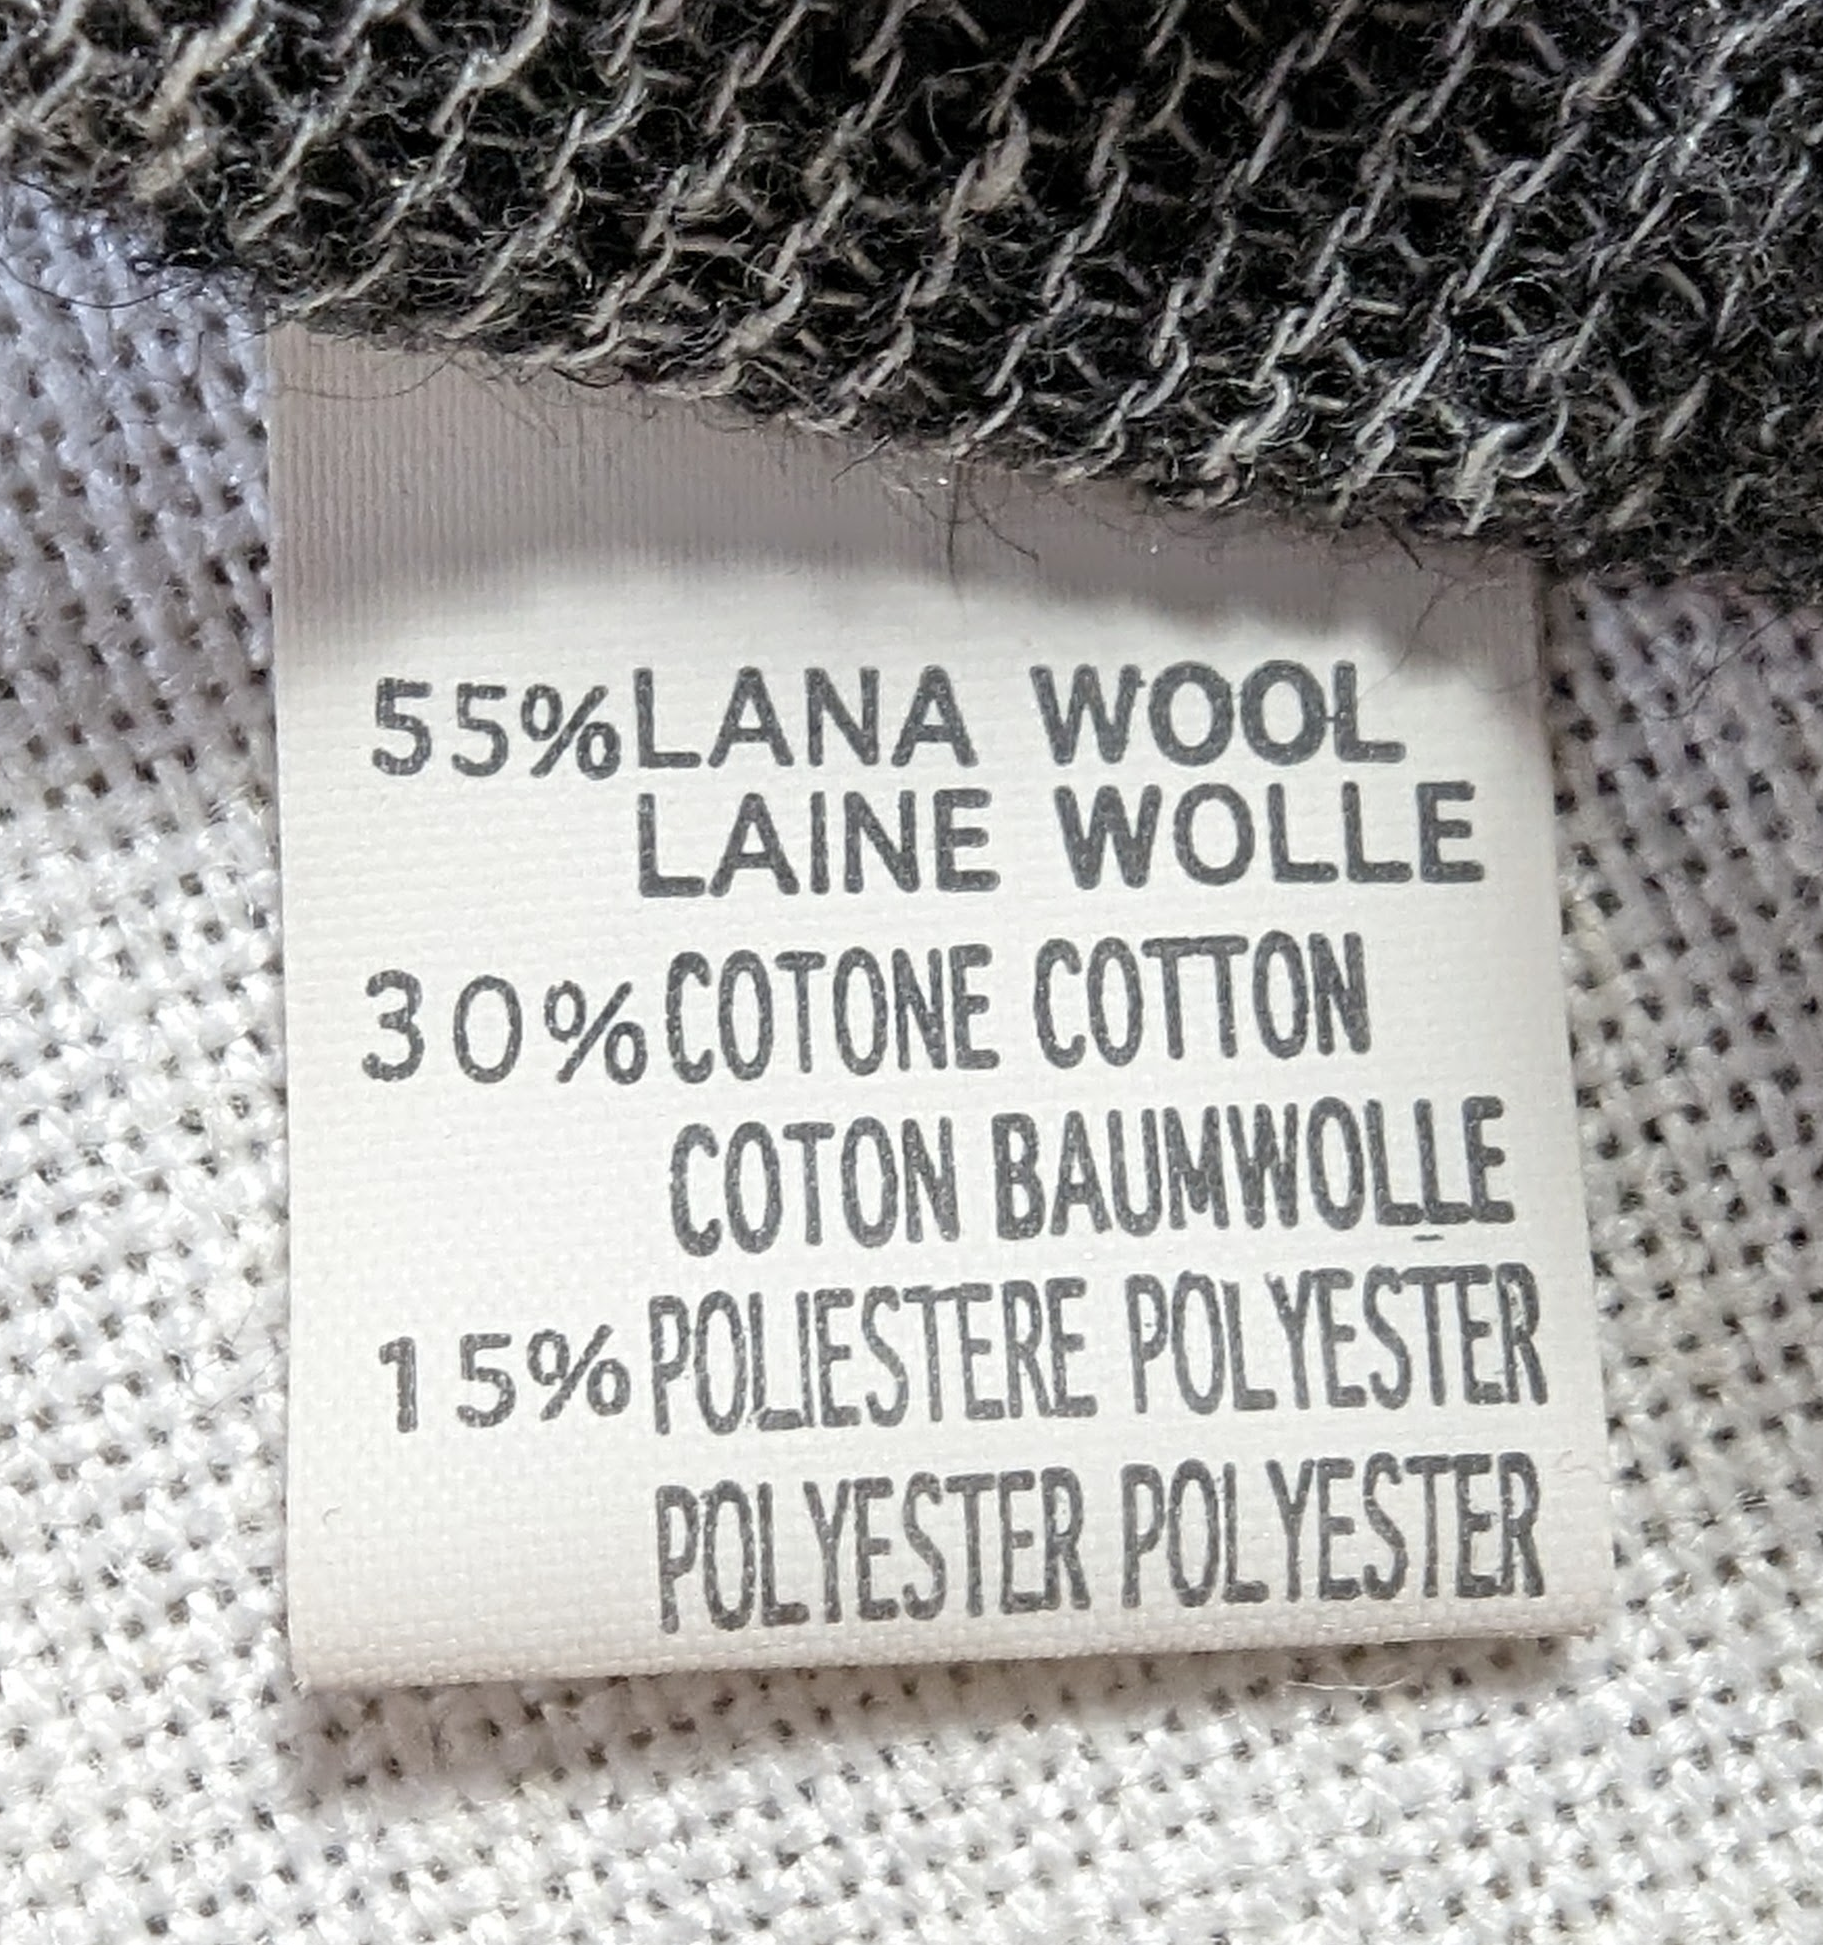 55% LANA WOOL
LAINE WOLLE
30% COTONE COTTON
COTON BAUMWOLLE
15% POLIESTERE POLYESTER
POLYESTER POLYESTER